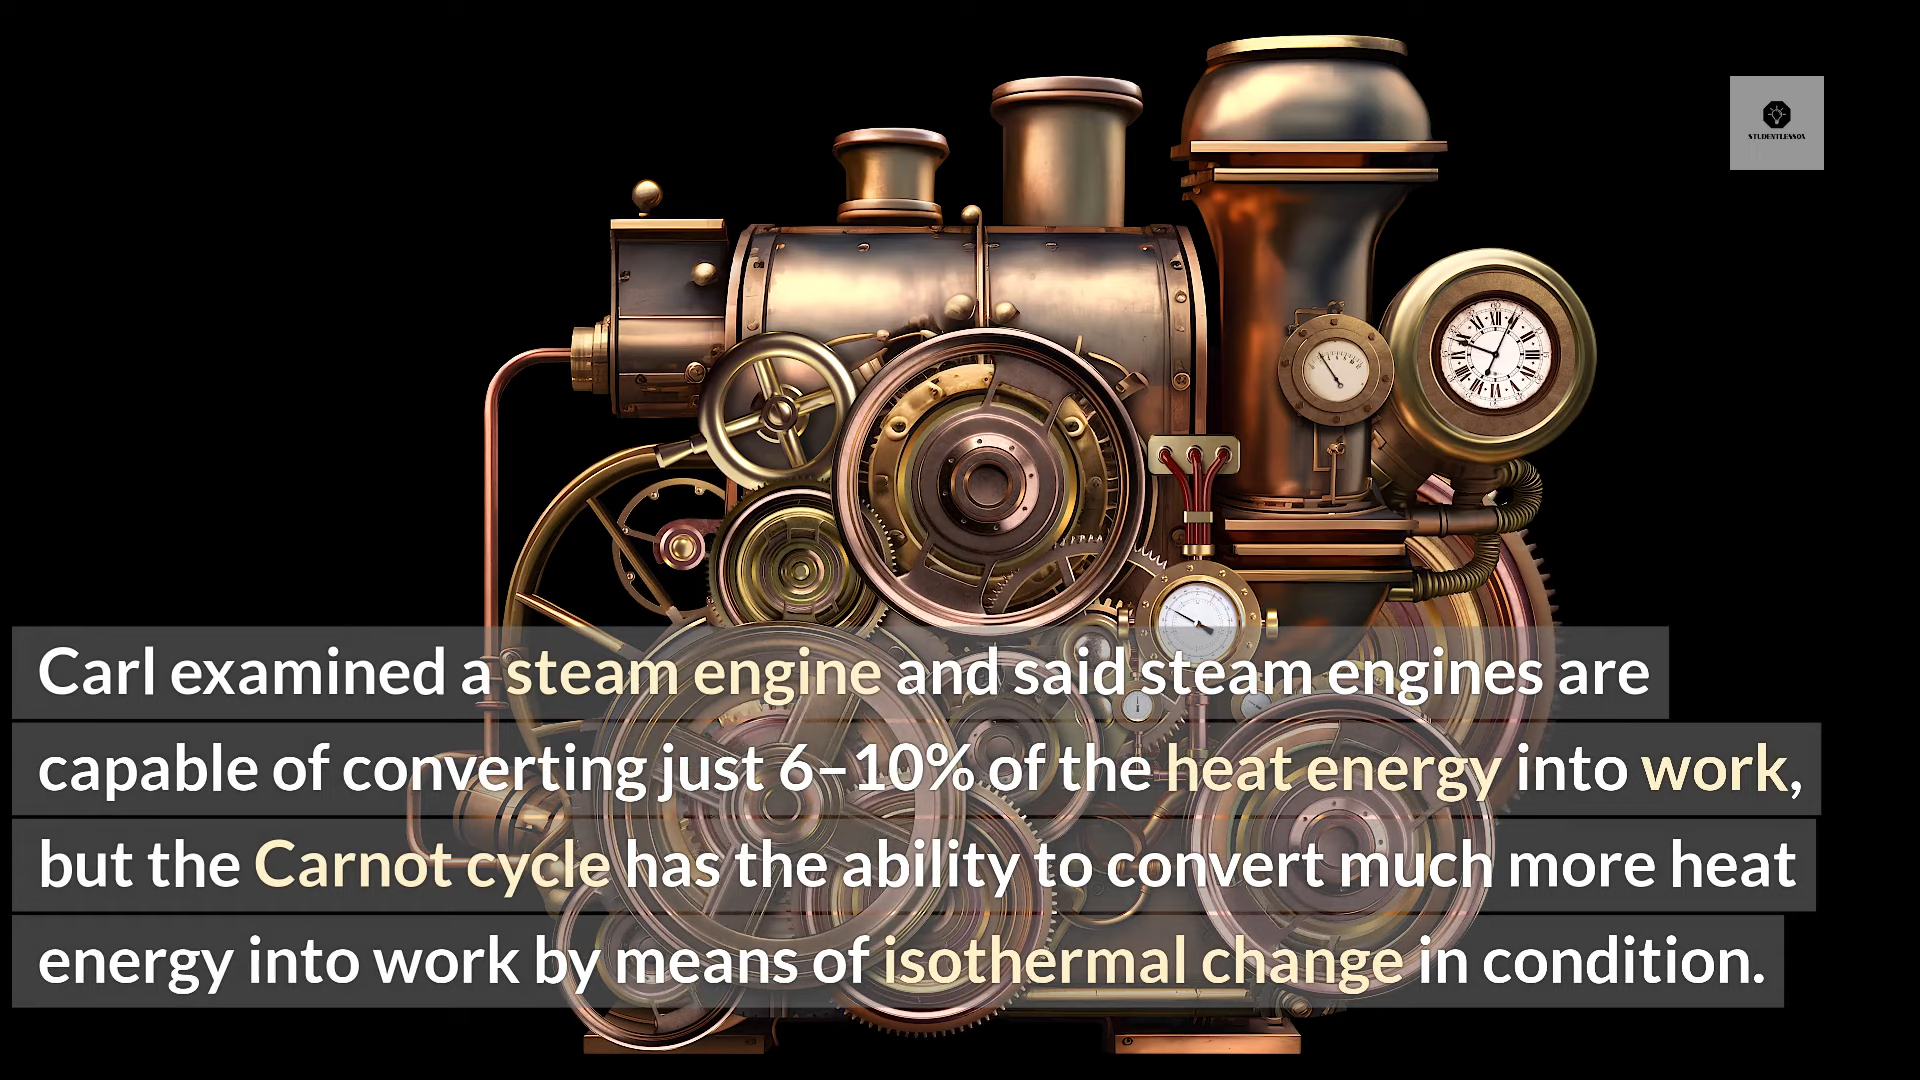 STUDENTLESSON
Carl examined a steam engine and said steam engines are
capable of converting just 6–10% of the heat energy into work,
but the Carnot cycle has the ability to convert much more heat
energy into work by means of isothermal change in condition.